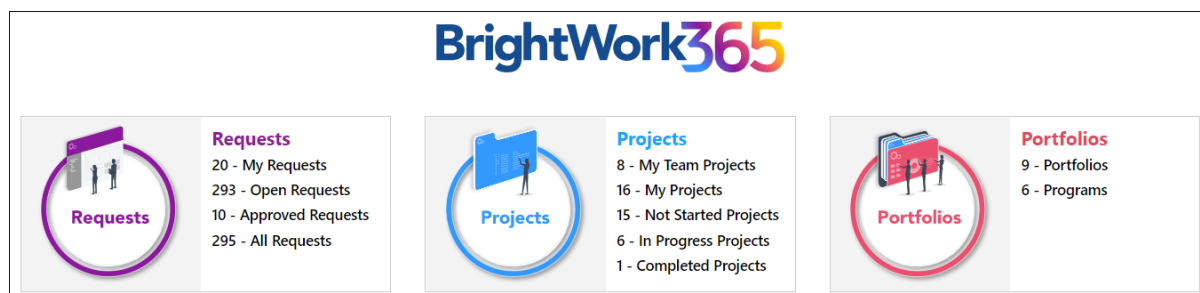 BrightWork365
Requests
Requests
20 - My Requests
293 - Open Requests
10 - Approved Requests
295 - All Requests
Projects
Projects
8 - My Team Projects
16 - My Projects
15 - Not Started Projects
6 - In Progress Projects
1 - Completed Projects
Portfolios
Portfolios
9 - Portfolios
6 - Programs